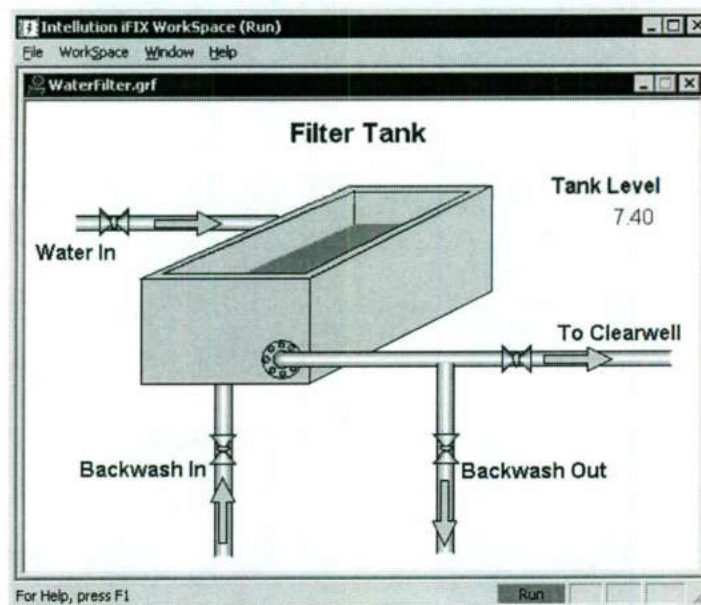 Intellution iFIX WorkSpace (Run)
File WorkSpace Window Help
WaterFilter.grf
Filter Tank
Tank Level
7.40
Water In
To Clearwell
Backwash In
Backwash Out
For Help, press F1
Run